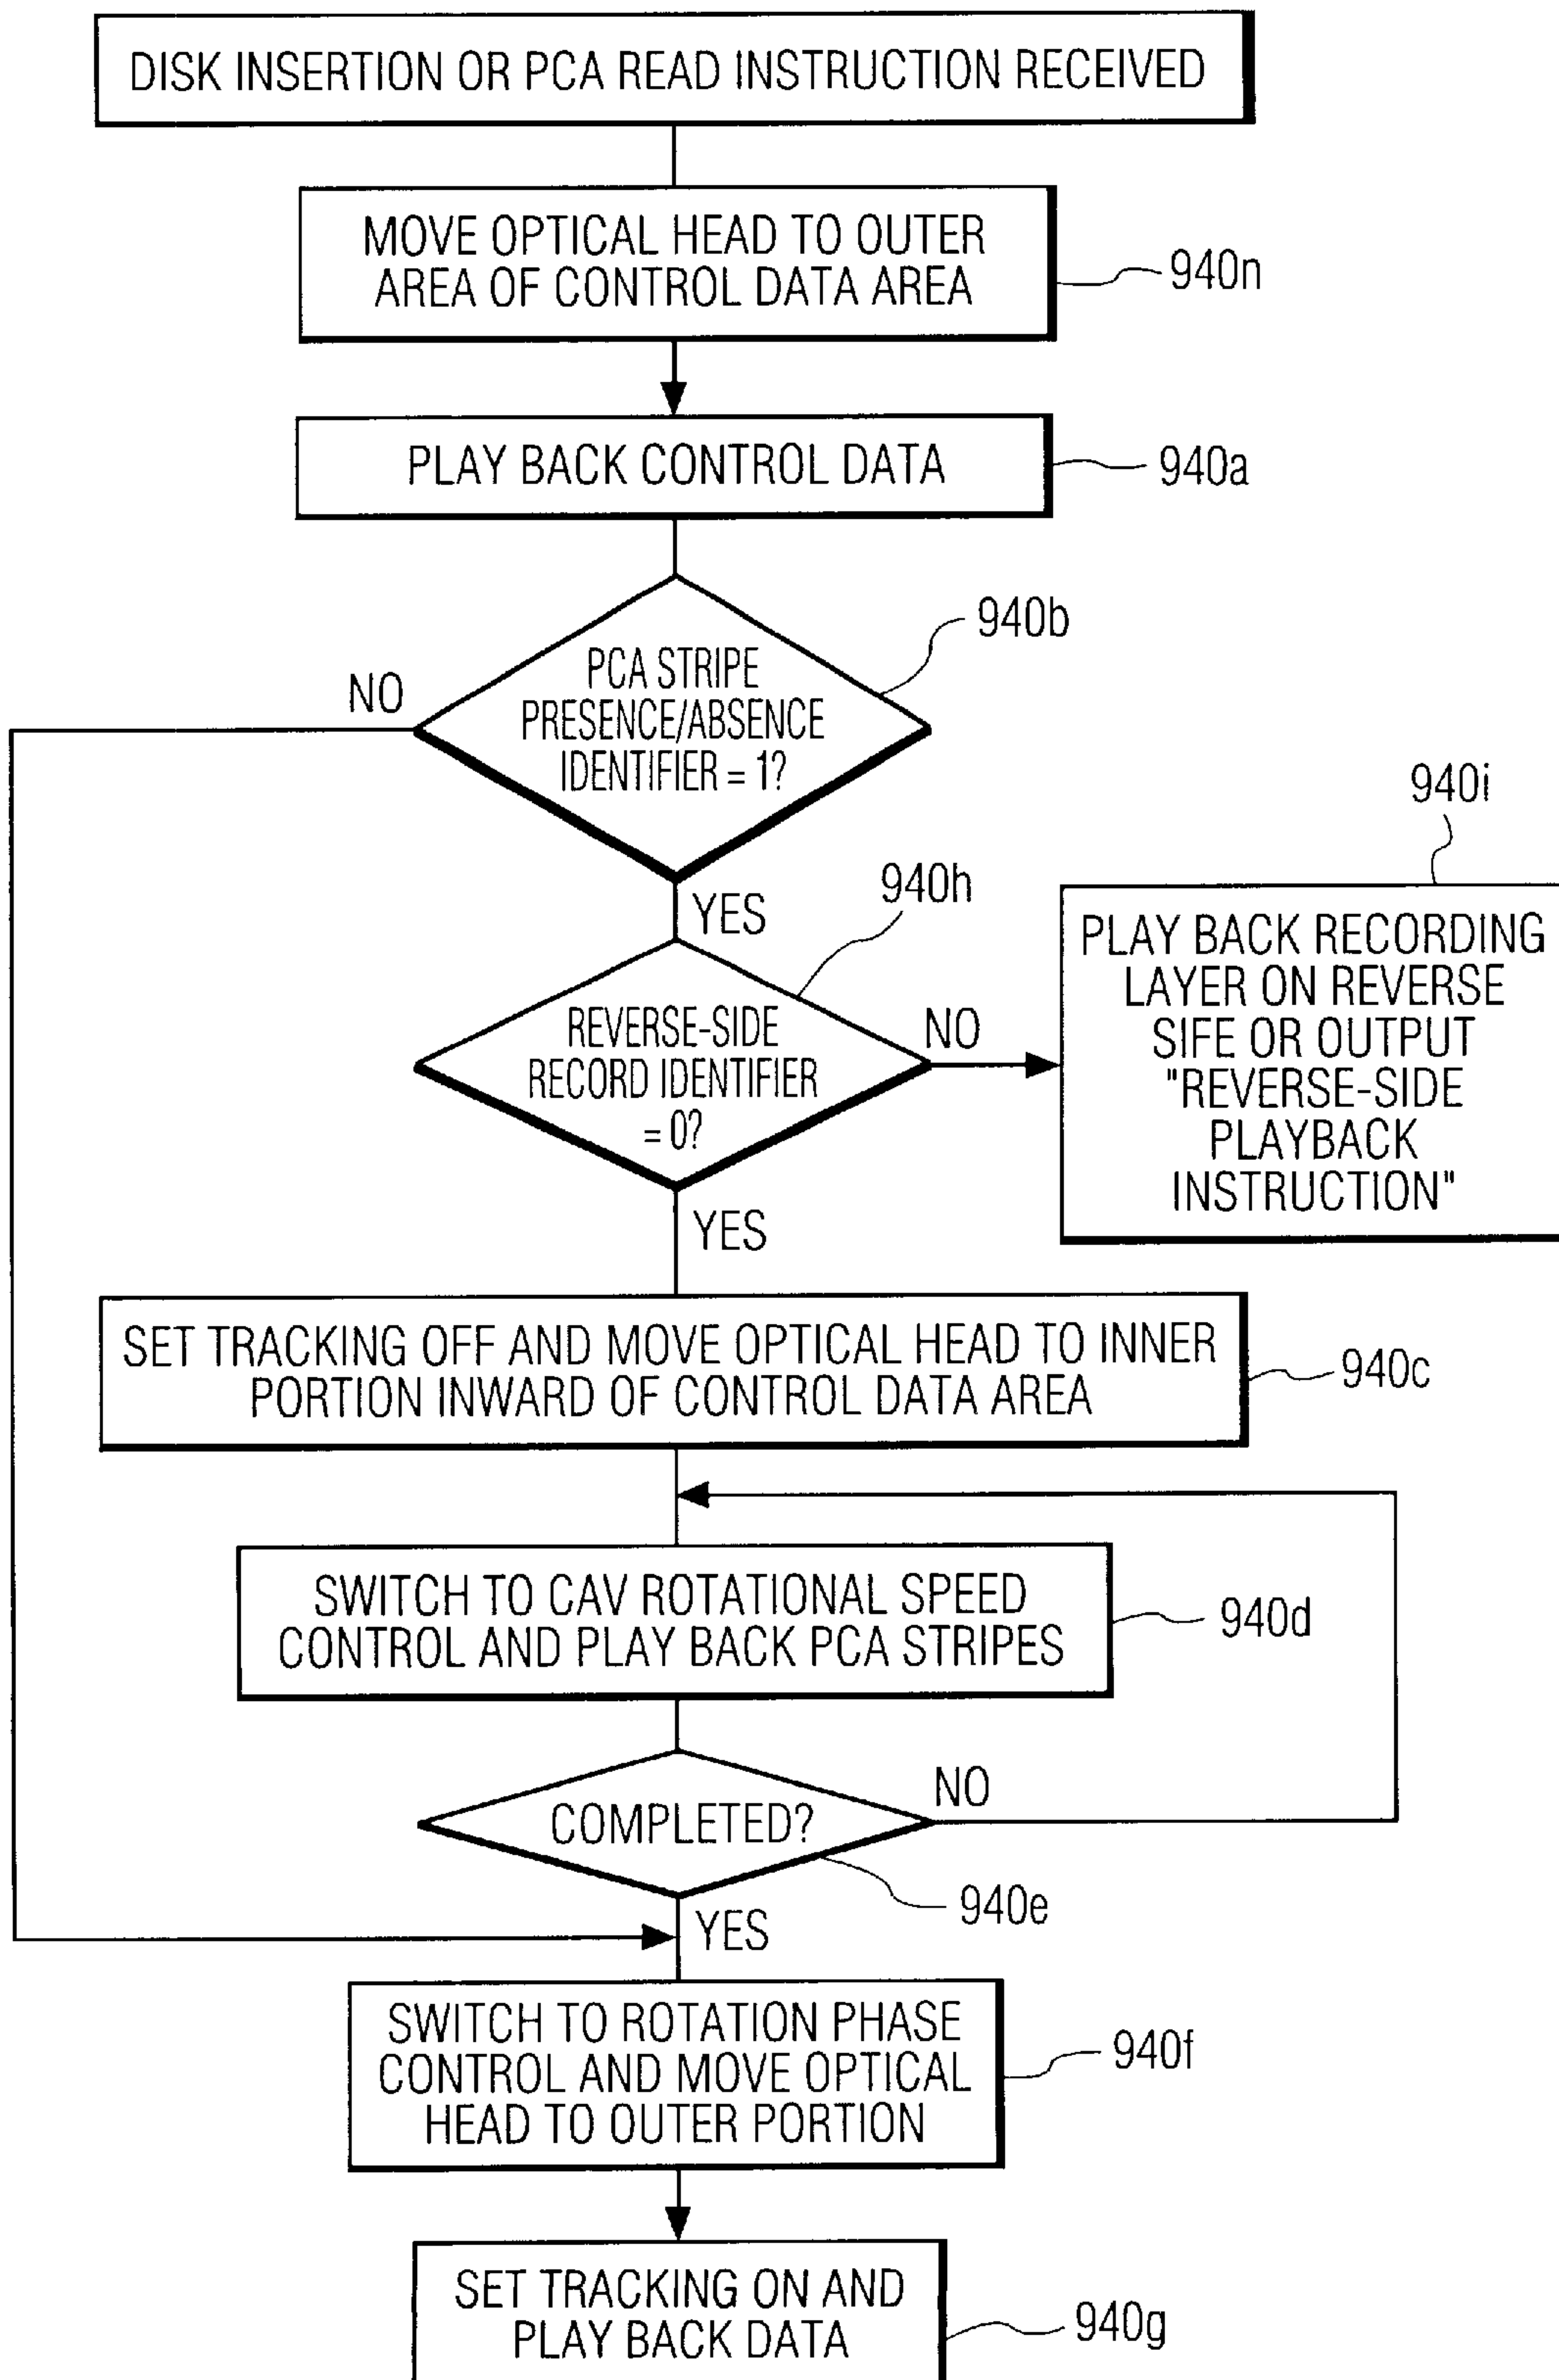 DISK INSERTION OR PCA READ INSTRUCTION RECEIVED
MOVE OPTICAL HEAD TO OUTER
AREA OF CONTROL DATA AREA
940n
PLAY BACK CONTROL DATA
940a
940b
PCA STRIPE
PRESENCE/ABSENCE
IDENTIFIER = 1?
NO
YES
940h
REVERSE-SIDE
RECORD IDENTIFIER
= 0?
NO
YES
940i
PLAY BACK RECORDING
LAYER ON REVERSE
SIFE OR OUTPUT
"REVERSE-SIDE
PLAYBACK
INSTRUCTION"
SET TRACKING OFF AND MOVE OPTICAL HEAD TO INNER
PORTION INWARD OF CONTROL DATA AREA
940c
SWITCH TO CAV ROTATIONAL SPEED
CONTROL AND PLAY BACK PCA STRIPES
940d
COMPLETED?
NO
940e
YES
SWITCH TO ROTATION PHASE
CONTROL AND MOVE OPTICAL
HEAD TO OUTER PORTION
940f
SET TRACKING ON AND
PLAY BACK DATA
940g